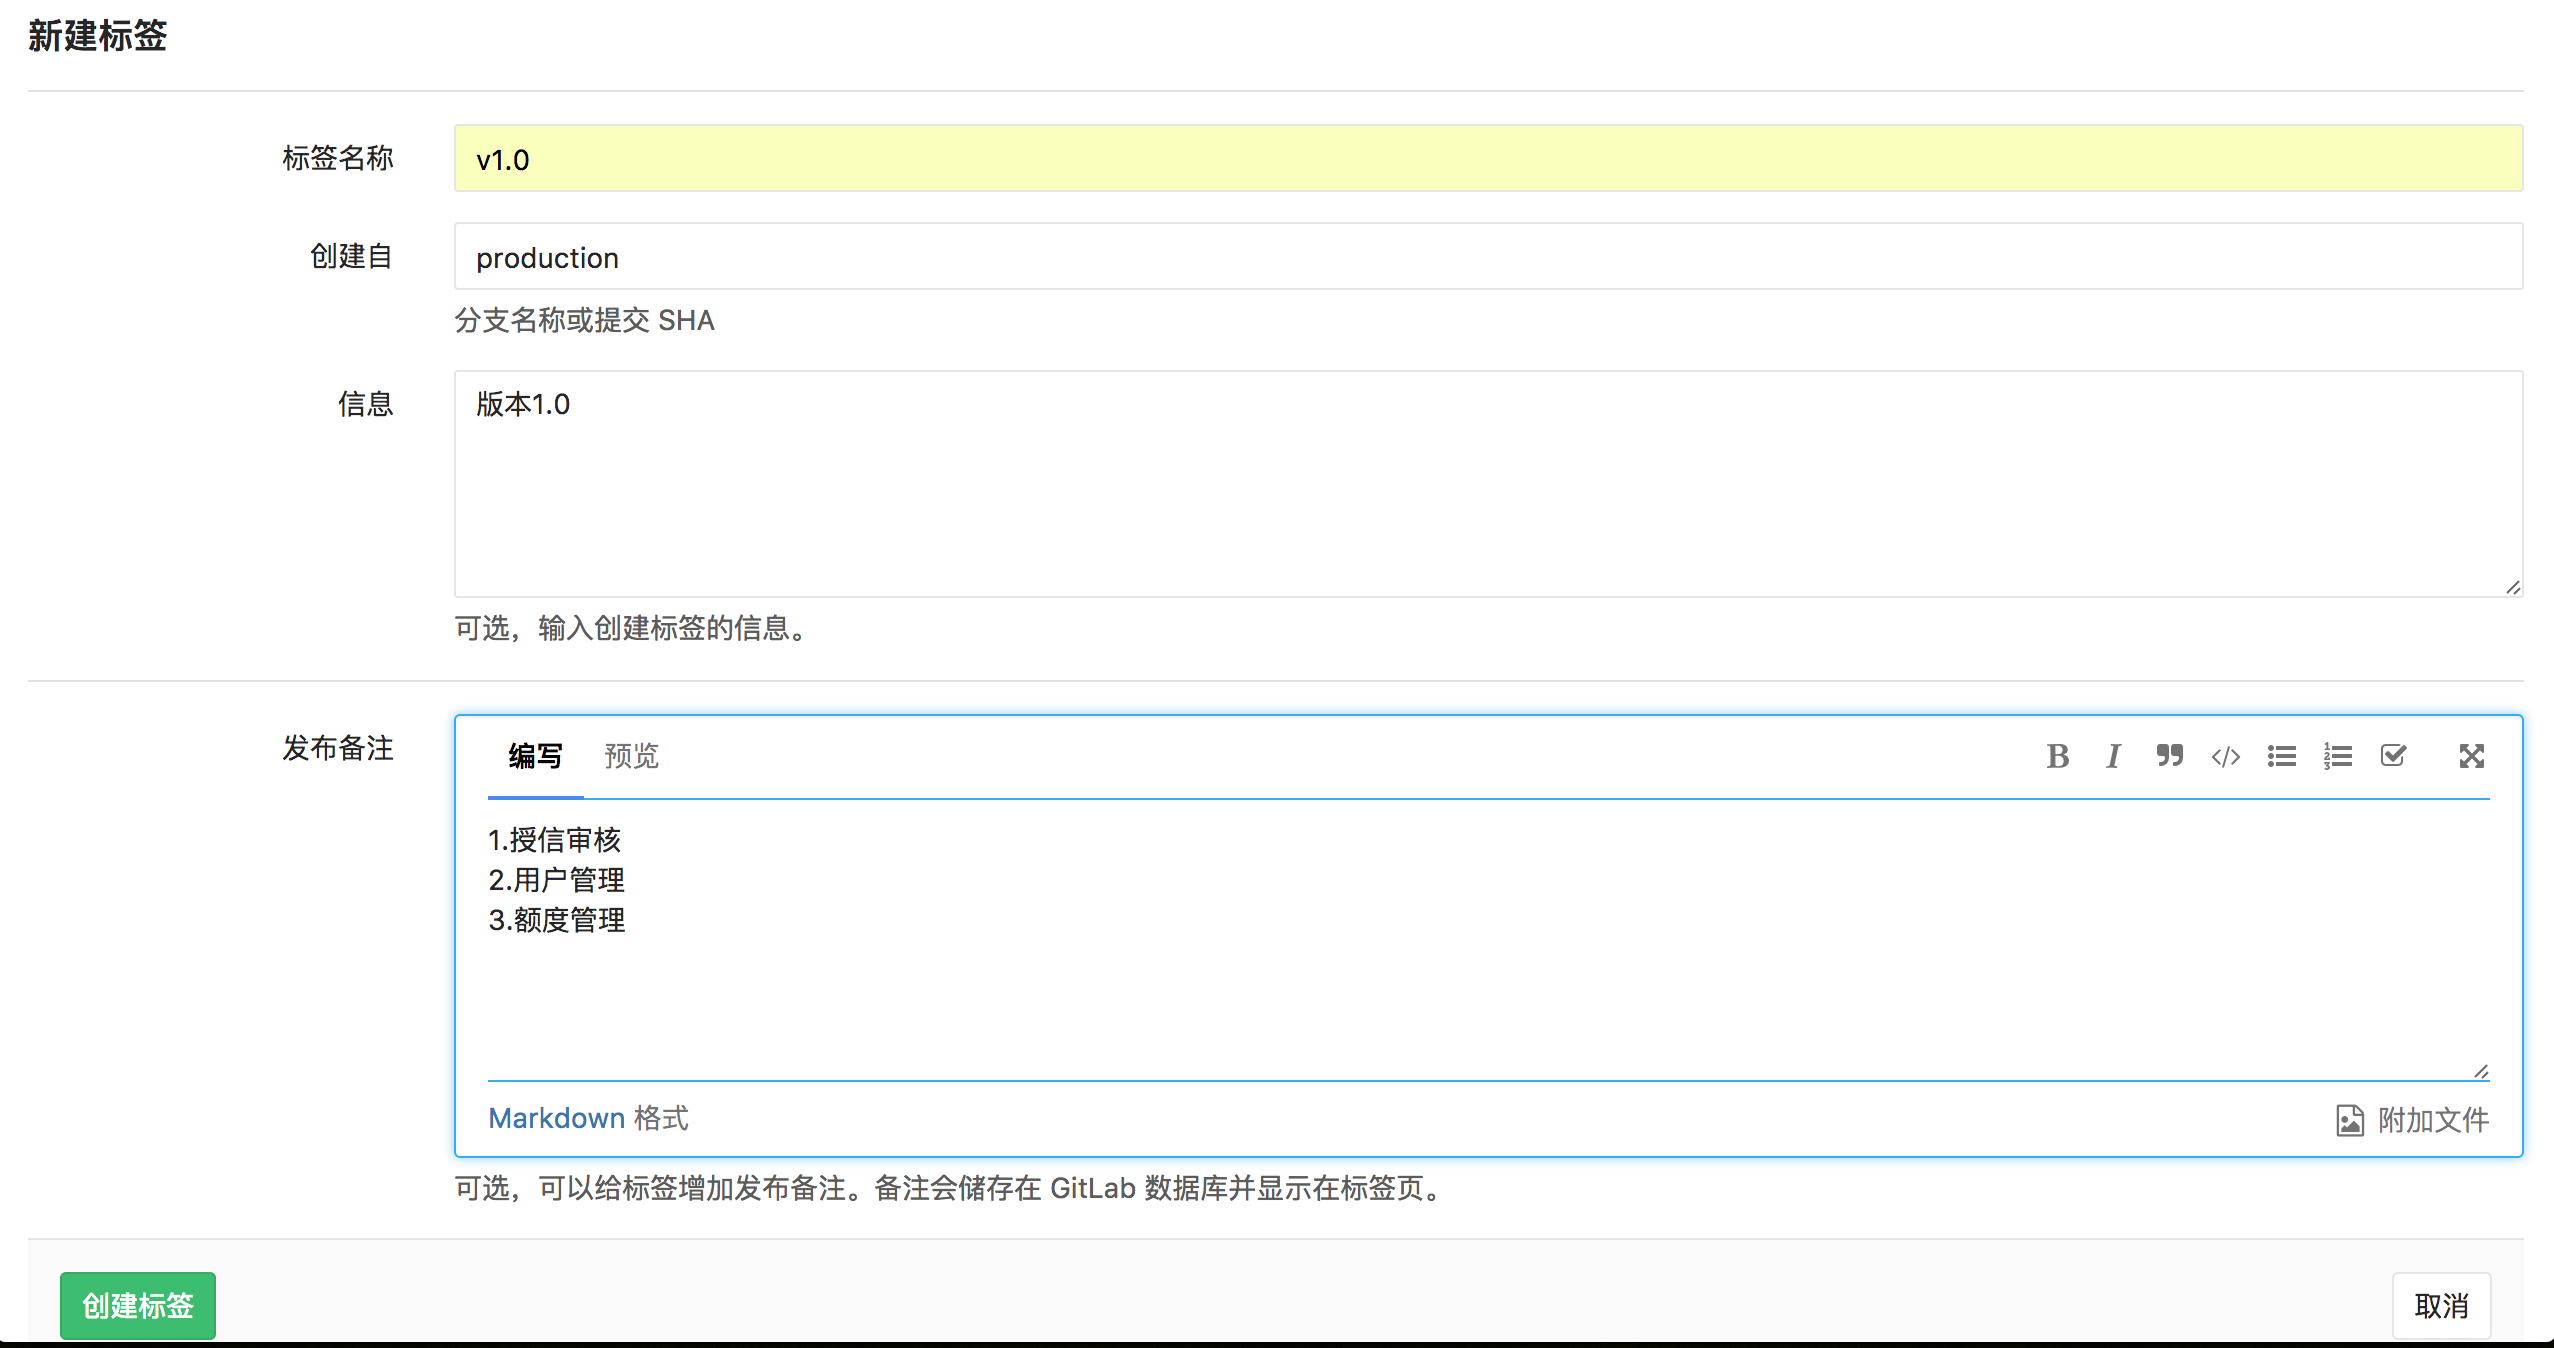 新建标签
标签名称
v1.0
创建自
production
分支名称或提交 SHA
信息
版本1.0
可选，输入创建标签的信息。
发布备注
编写 预览
1.授信审核
2.用户管理
3.额度管理
Markdown 格式
附加文件
可选，可以给标签增加发布备注。备注会储存在 GitLab 数据库并显示在标签页。
创建标签
取消